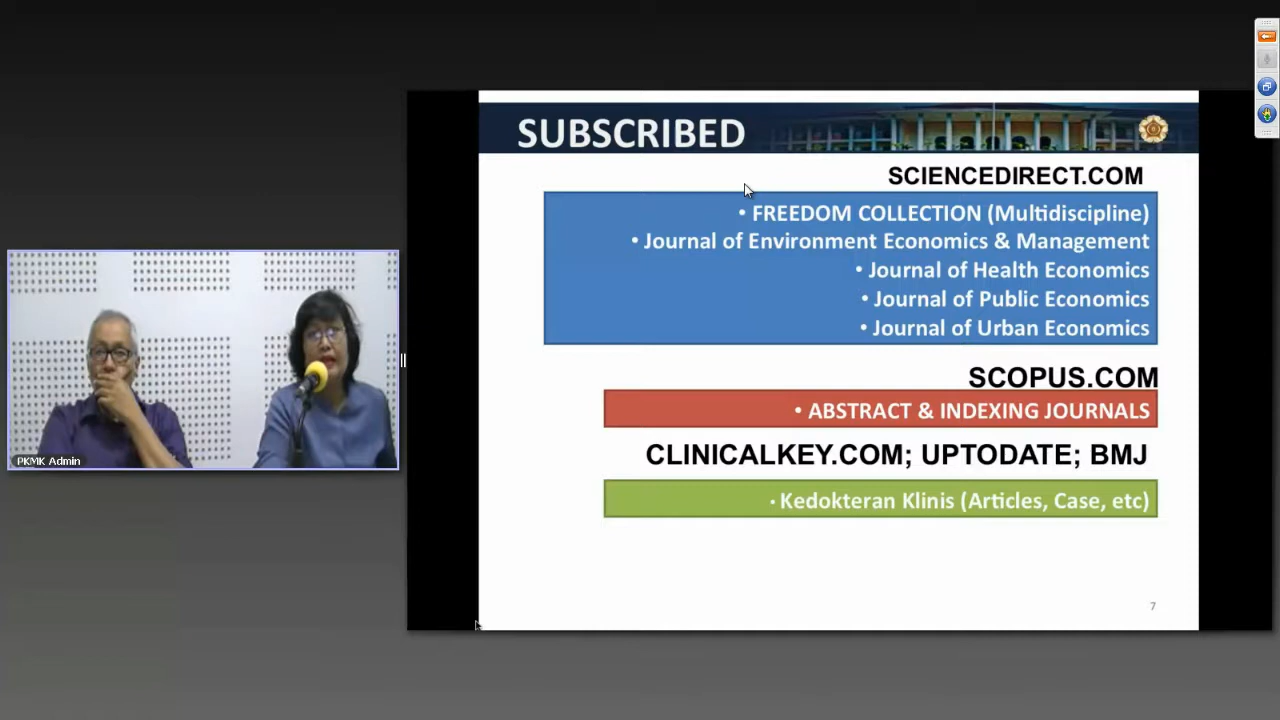 SUBSCRIBED
SCIENCEDIRECT.COM
• FREEDOM COLLECTION (Multidiscipline)
• Journal of Environment Economics & Management
• Journal of Health Economics
• Journal of Public Economics
• Journal of Urban Economics
SCOPUS.COM
• ABSTRACT & INDEXING JOURNALS
CLINICALKEY.COM; UPTODATE; BMJ
• Kedokteran Klinis (Articles, Case, etc)
7
PKMK Admin